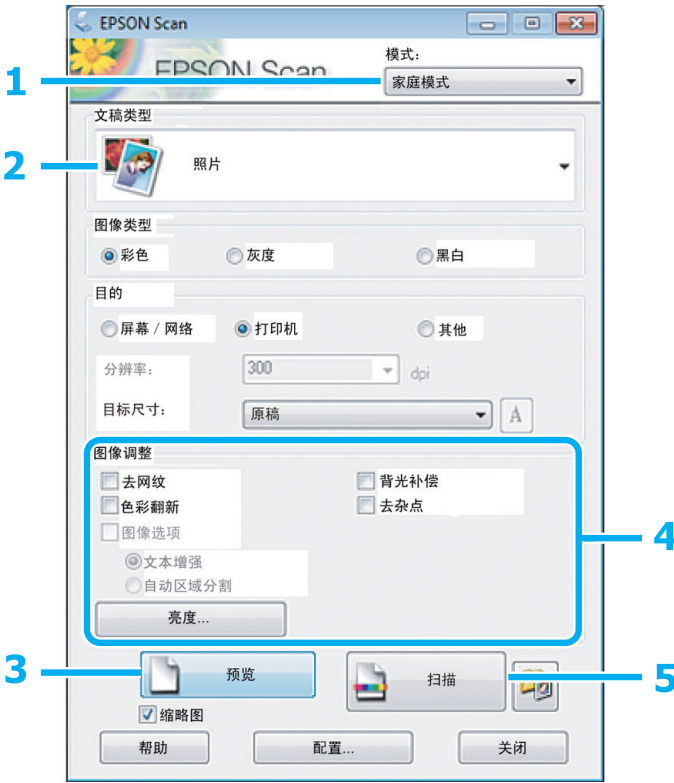 EPSON Scan
EPSON Scan
模式：
1
家庭模式
文稿类型
2
照片
图像类型
彩色 灰度 黑白
目的
屏幕 / 网络 打印机 其他
分辨率： 300 dpi
目标尺寸： 原稿 A
图像调整
去网纹 背光补偿
色彩翻新 去杂点
图像选项
4
文本增强
自动区域分割
亮度...
3
预览 扫描
5
缩略图
帮助 配置... 关闭